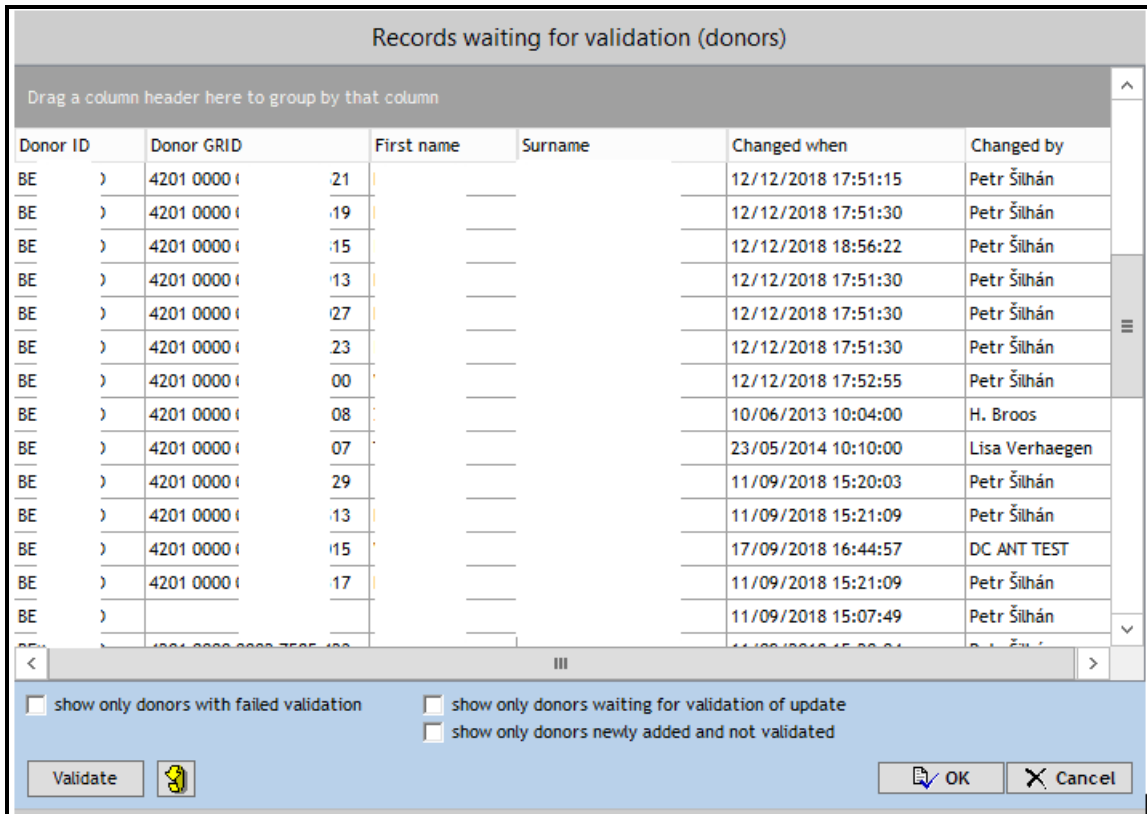 Records waiting for validation (donors)
Drag a column header here to group by that column
Donor ID Donor GRID First name Surname Changed when Changed by
BE 4201 0000 21 12/12/2018 17:51:15 Petr Šilhán
BE 4201 0000 19 12/12/2018 17:51:30 Petr Šilhán
BE 4201 0000 15 12/12/2018 18:56:22 Petr Šilhán
BE 4201 0000 13 12/12/2018 17:51:30 Petr Šilhán
BE 4201 0000 27 12/12/2018 17:51:30 Petr Šilhán
BE 4201 0000 23 12/12/2018 17:51:30 Petr Šilhán
BE 4201 0000 00 12/12/2018 17:52:55 Petr Šilhán
BE 4201 0000 08 10/06/2013 10:04:00 H. Broos
BE 4201 0000 07 23/05/2014 10:10:00 Lisa Verhaegen
BE 4201 0000 29 11/09/2018 15:20:03 Petr Šilhán
BE 4201 0000 13 11/09/2018 15:21:09 Petr Šilhán
BE 4201 0000 15 17/09/2018 16:44:57 DC ANT TEST
BE 4201 0000 17 11/09/2018 15:21:09 Petr Šilhán
BE 11/09/2018 15:07:49 Petr Šilhán
show only donors with failed validation show only donors waiting for validation of update
show only donors newly added and not validated
Validate OK Cancel